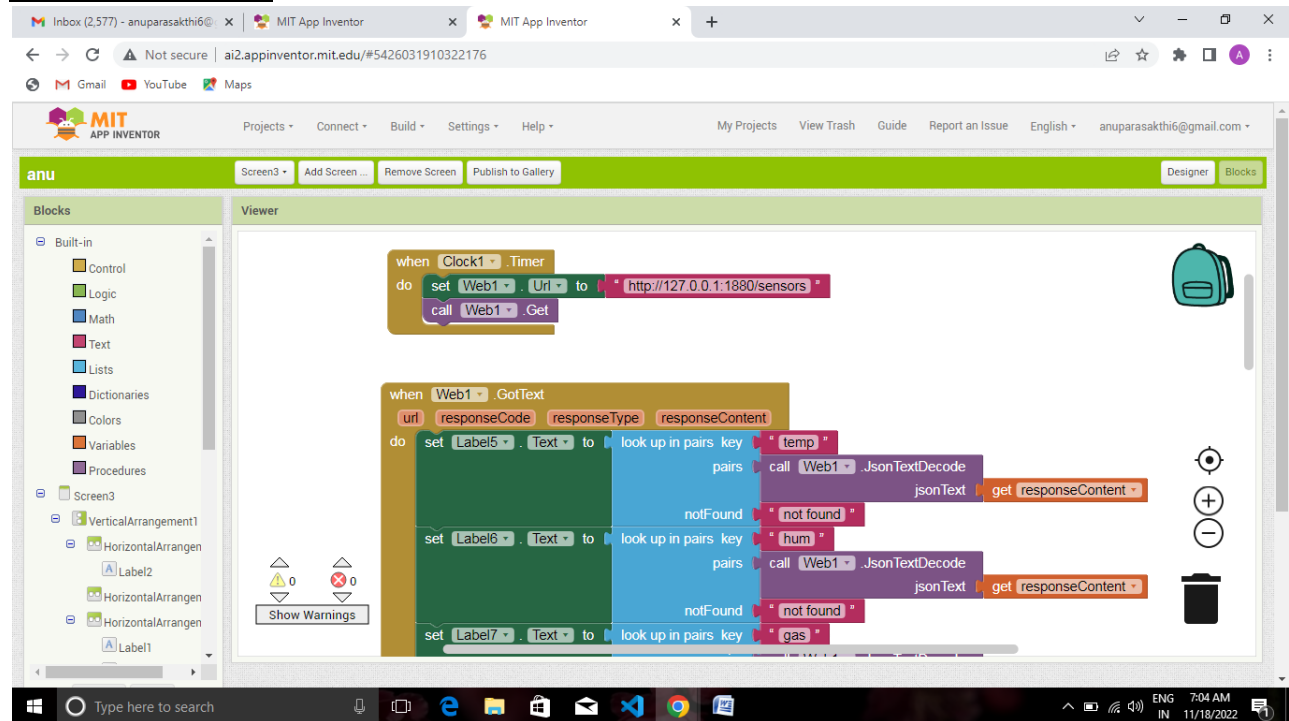 Inbox (2,577) - anuparasakthi6@
MIT App Inventor
MIT App Inventor
Not secure
ai2.appinventor.mit.edu/#5426031910322176
A
Gmail YouTube Maps
MIT
APP INVENTOR
Projects Connect Build Settings Help My Projects View Trash Guide Report an Issue English anuparasakthi6@gmail.com
anu Screen3 Add Screen ... Remove Screen Publish to Gallery Designer Blocks
Blocks Viewer
Built-in
Control
Logic
Math
Text
Lists
Dictionaries
Colors
Variables
Procedures
Screen3
VerticalArrangement1
HorizontalArrangen
Label2
HorizontalArrangen
HorizontalArrangen
Label1
when Clock1 .Timer
do set Web1 . Url to " http://127.0.0.1:1880/sensors "
call Web1 .Get
when Web1 .GotText
url responseCode responseType responseContent
do set Label5 . Text to look up in pairs key " temp "
pairs call Web1 .JsonTextDecode
jsonText get responseContent
notFound " not found "
set Label6 . Text to look up in pairs key " hum "
pairs call Web1 .JsonTextDecode
jsonText get responseContent
notFound " not found "
set Label7 . Text to look up in pairs key " gas "
0 0
Show Warnings
Type here to search
ENG 7:04 AM
IN 11/18/2022
1